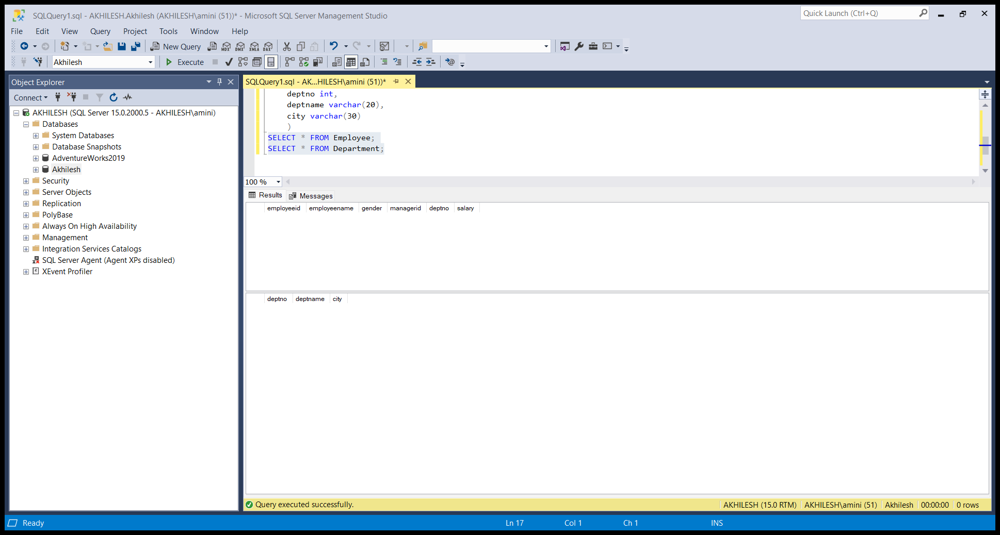 SQLQuery1.sql - AKHILESH.Akhilesh (AKHILESH\amini (51))* - Microsoft SQL Server Management Studio
Quick Launch (Ctrl+Q)
File Edit View Query Project Tools Window Help
New Query
MDX DMX XMLA DAX
Akhilesh
Execute
Object Explorer
Connect
AKHILESH (SQL Server 15.0.2000.5 - AKHILESH\amini)
Databases
System Databases
Database Snapshots
AdventureWorks2019
Akhilesh
Security
Server Objects
Replication
PolyBase
Always On High Availability
Management
Integration Services Catalogs
SQL Server Agent (Agent XPs disabled)
XEvent Profiler
SQLQuery1.sql - AK...HILESH\amini (51))*
deptno int,
deptname varchar(20),
city varchar(30)
)
SELECT * FROM Employee;
SELECT * FROM Department;
100 %
Results Messages
employeeid employeename gender managerid deptno salary
deptno deptname city
Query executed successfully.
AKHILESH (15.0 RTM) AKHILESH\amini (51) Akhilesh 00:00:00 0 rows
Ready
Ln 17 Col 1 Ch 1 INS